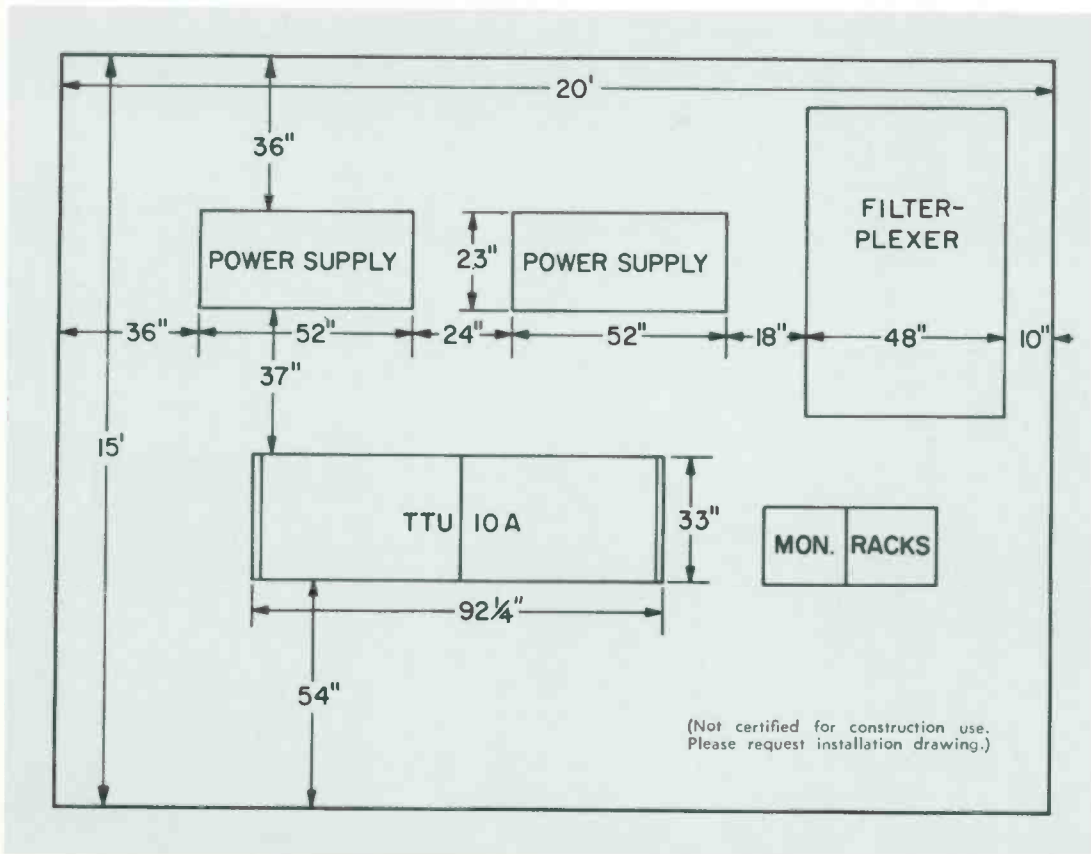 20'
36"
FILTER-
PLEXER
POWER SUPPLY
23"
POWER SUPPLY
36"
52"
24"
52"
18"
48"
10"
37"
15'
TTU 10A
33"
MON. RACKS
92¼"
54"
(Not certified for construction use.
Please request installation drawing.)